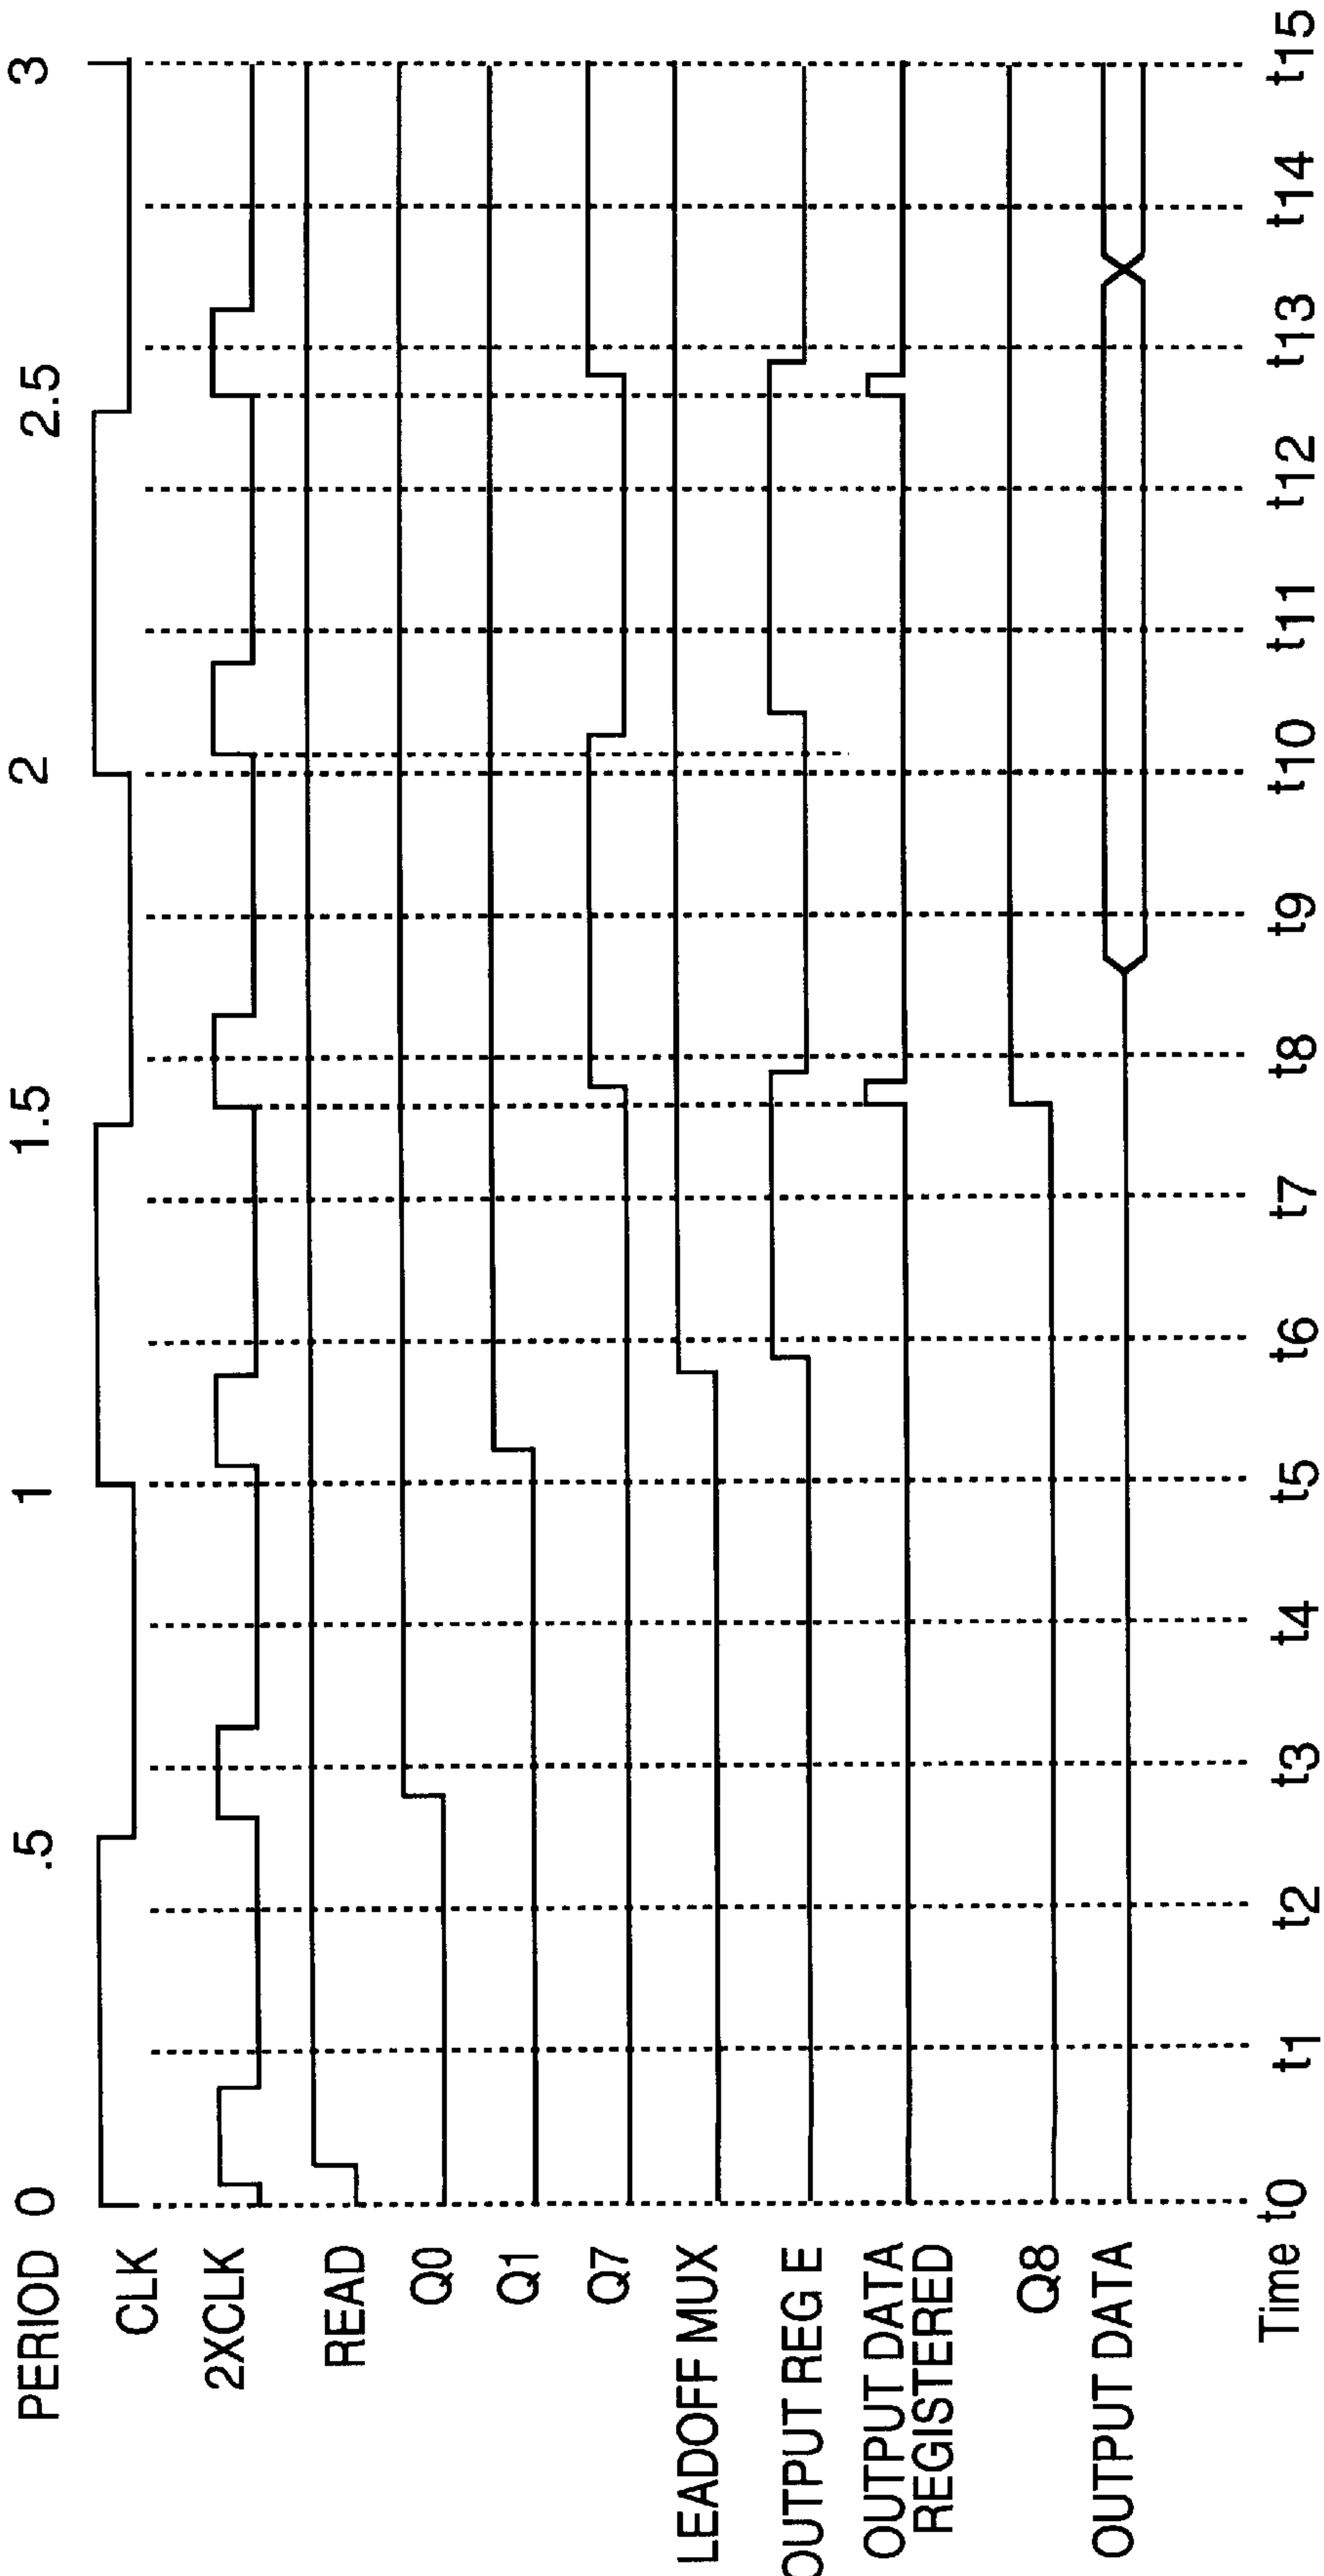 PERIOD 0 .5 1 1.5 2 2.5 3
CLK
2XCLK
READ
Q0
Q1
Q7
LEADOFF MUX
OUTPUT REG E
OUTPUT DATA
REGISTERED
Q8
OUTPUT DATA
Time t0 t1 t2 t3 t4 t5 t6 t7 t8 t9 t10 t11 t12 t13 t14 t15